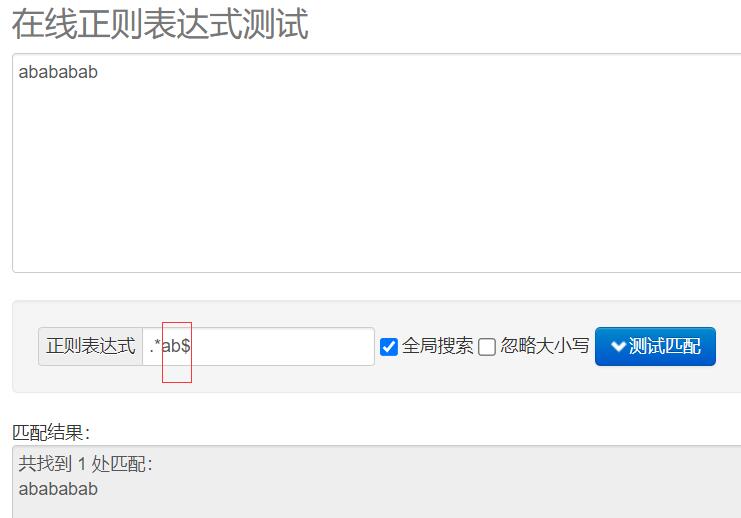 在线正则表达式测试
abababab
正则表达式 .*ab$ 全局搜索 忽略大小写 测试匹配
匹配结果：
共找到 1 处匹配：
abababab